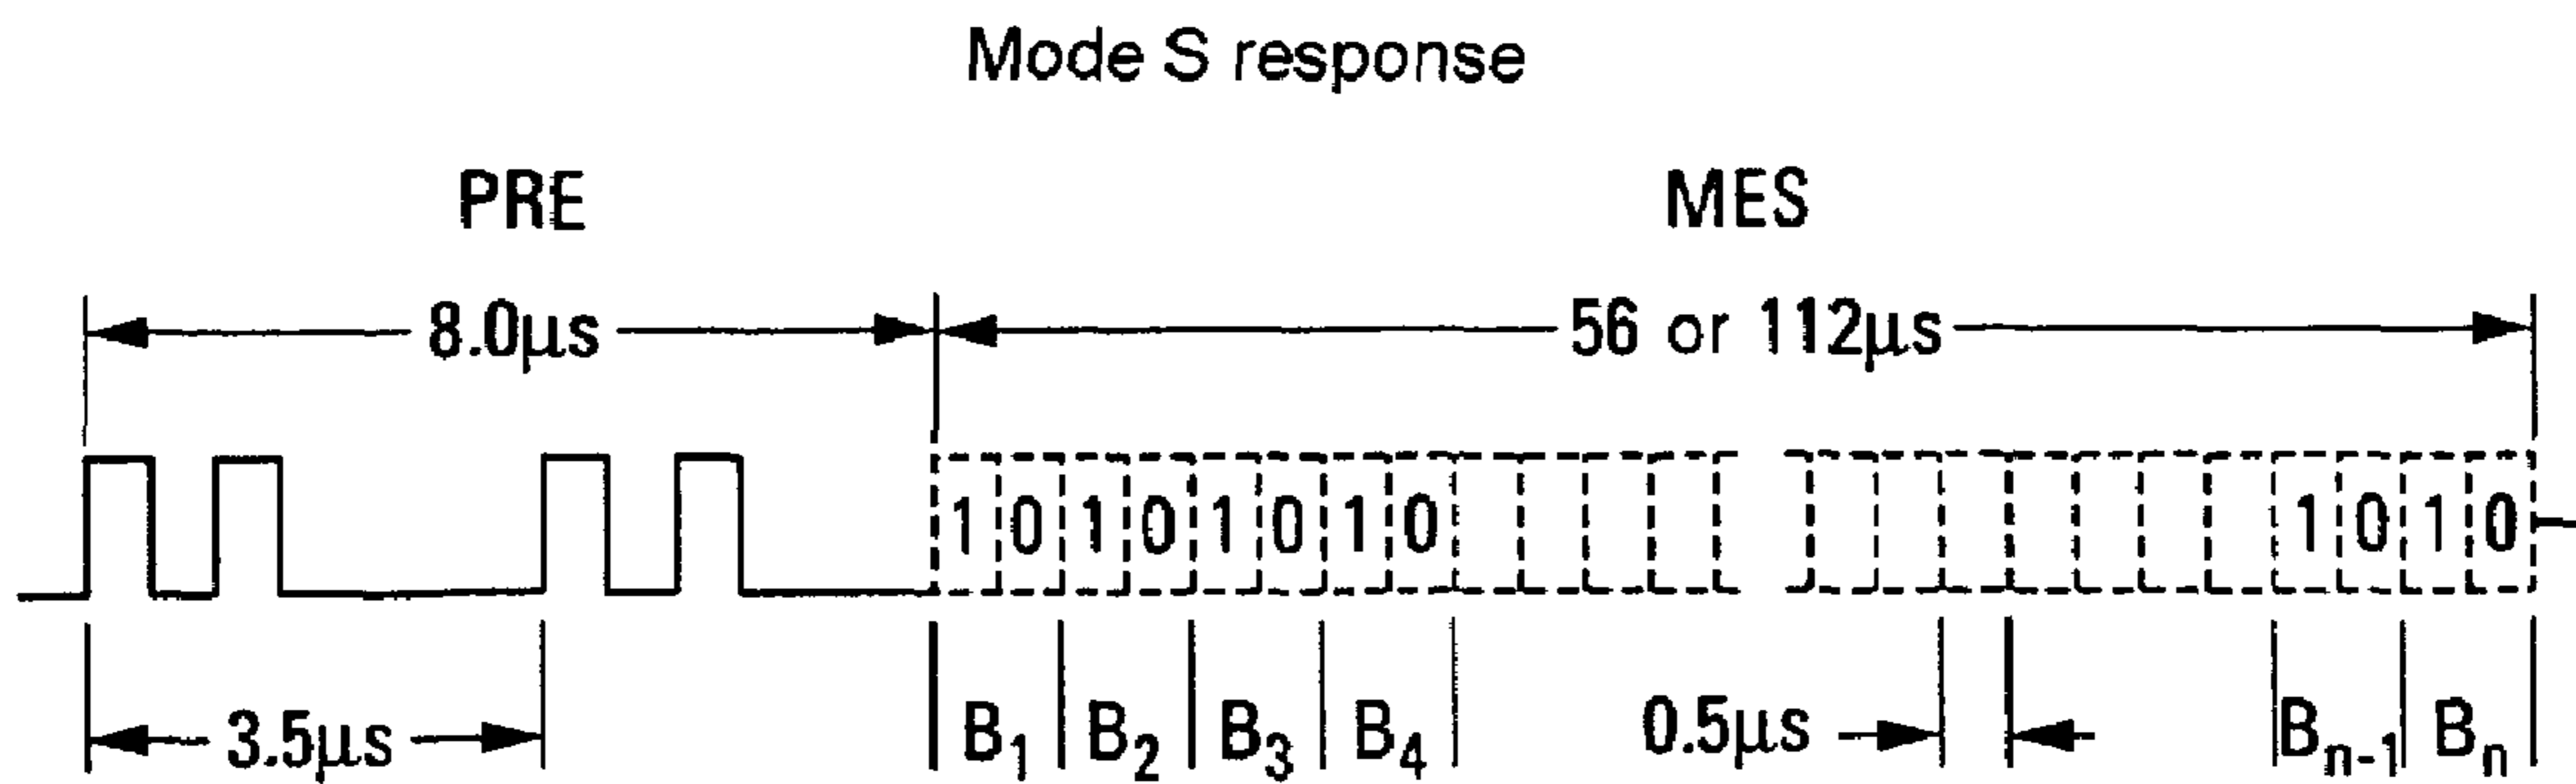 Mode S response
PRE MES
8.0μs 56 or 112μs
1 0 1 0 1 0 1 0 1 0 1 0
3.5μs B1 B2 B3 B4 0.5μs Bn-1 Bn